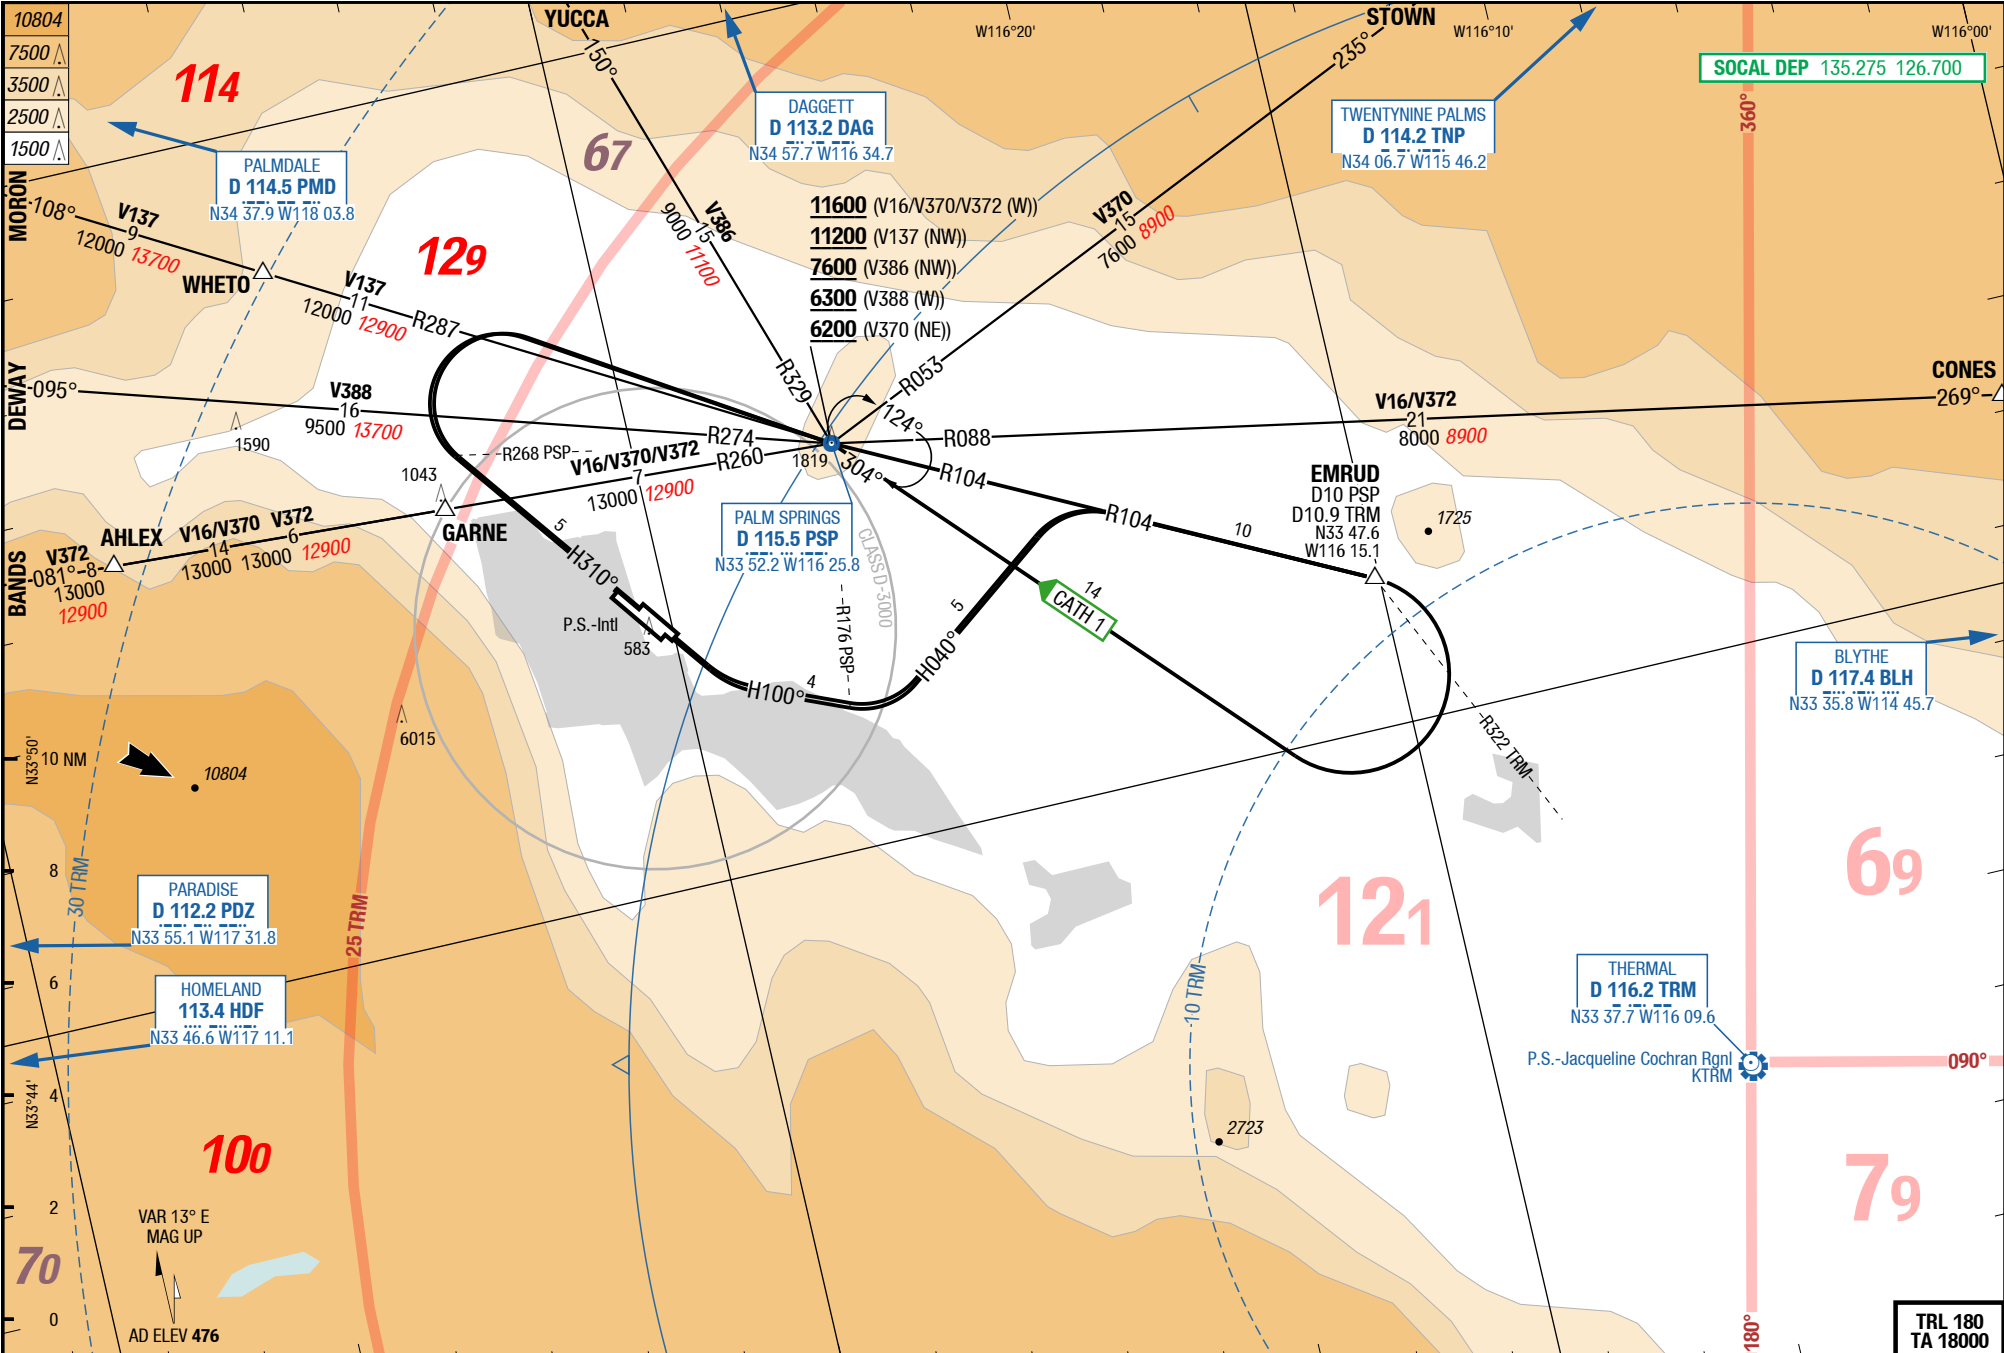 10804
7500
3500
2500
1500
YUCCA
STOWN
W116°20'
W116°10'
W116°00'
SOCAL DEP 135.275 126.700
114
67
129
150°
235°
360°
PALMDALE
D 114.5 PMD
N34 37.9 W118 03.8
DAGGETT
D 113.2 DAG
N34 57.7 W116 34.7
TWENTYNINE PALMS
D 114.2 TNP
N34 06.7 W115 46.2
MORON
108°
V137
9
12000 13700
WHETO
V137
11
12000 12900
R287
V386
15
9000 11100
R329
11600 (V16/V370/V372 (W))
11200 (V137 (NW))
7600 (V386 (NW))
6300 (V388 (W))
6200 (V370 (NE))
V370
15
7600 8900
R053
DEWAY
095°
V388
16
9500 13700
R274
CONES
269°
V16/V372
21
8000 8900
R088
124°
304°
1590
1043
R268 PSP
V16/V370/V372
7
13000 12900
R260
1819
R104
R104
10
EMRUD
D10 PSP
D10.9 TRM
N33 47.6
W116 15.1
1725
GARNE
AHLEX
V16/V370
14
13000
V372
6
13000 12900
BANDS
V372
081°
8
13000
12900
PALM SPRINGS
D 115.5 PSP
N33 52.2 W116 25.8
CLASS D-3000
5
H310°
P.S.-Intl
583
R176 PSP
H100°
4
H040°
5
14
CATH 1
R322 TRM
BLYTHE
D 117.4 BLH
N33 35.8 W114 45.7
6015
N33°50'
10 NM
10804
8
30 TRM
25 TRM
PARADISE
D 112.2 PDZ
N33 55.1 W117 31.8
6
HOMELAND
113.4 HDF
N33 46.6 W117 11.1
N33°44'
4
2
0
100
70
VAR 13° E
MAG UP
AD ELEV 476
121
69
79
10 TRM
2723
THERMAL
D 116.2 TRM
N33 37.7 W116 09.6
P.S.-Jacqueline Cochran Rgnl
KTRM
090°
180°
TRL 180
TA 18000